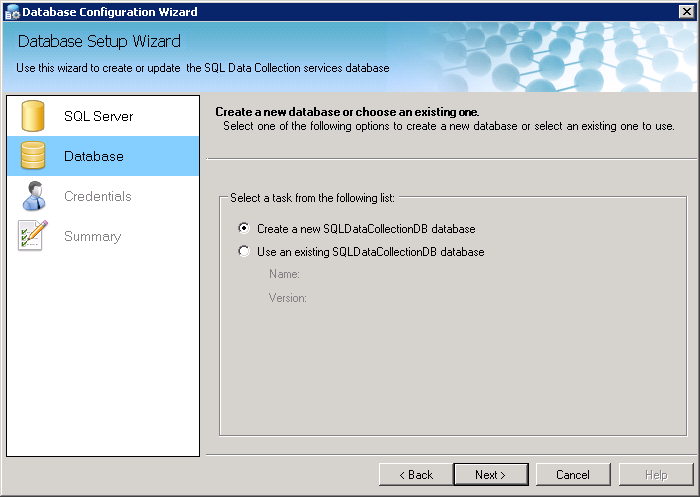 Database Configuration Wizard
Database Setup Wizard
Use this wizard to create or update the SQL Data Collection services database
SQL Server
Database
Credentials
Summary
Create a new database or choose an existing one.
Select one of the following options to create a new database or select an existing one to use.
Select a task from the following list:
Create a new SQLDataCollectionDB database
Use an existing SQLDataCollectionDB database
Name:
Version:
< Back
Next >
Cancel
Help